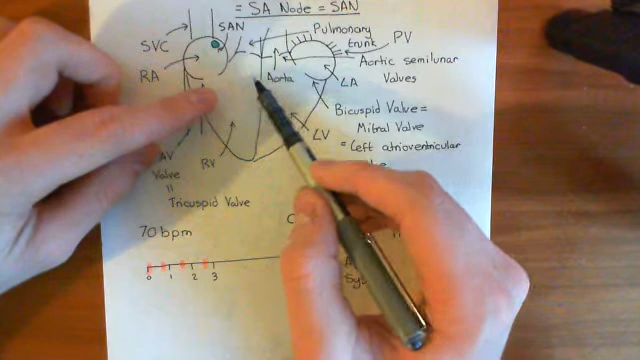 = SA Node = SAN
SAN
SVC
RA
Pulmonary
trunk
PV
Aorta
Aortic semilunar
Valves
LA
Bicuspid Valve =
Mitral Valve
= Left atrioventricular
LV
RV
AV
Valve
=
Tricuspid Valve
70 bpm
0 1 2 3